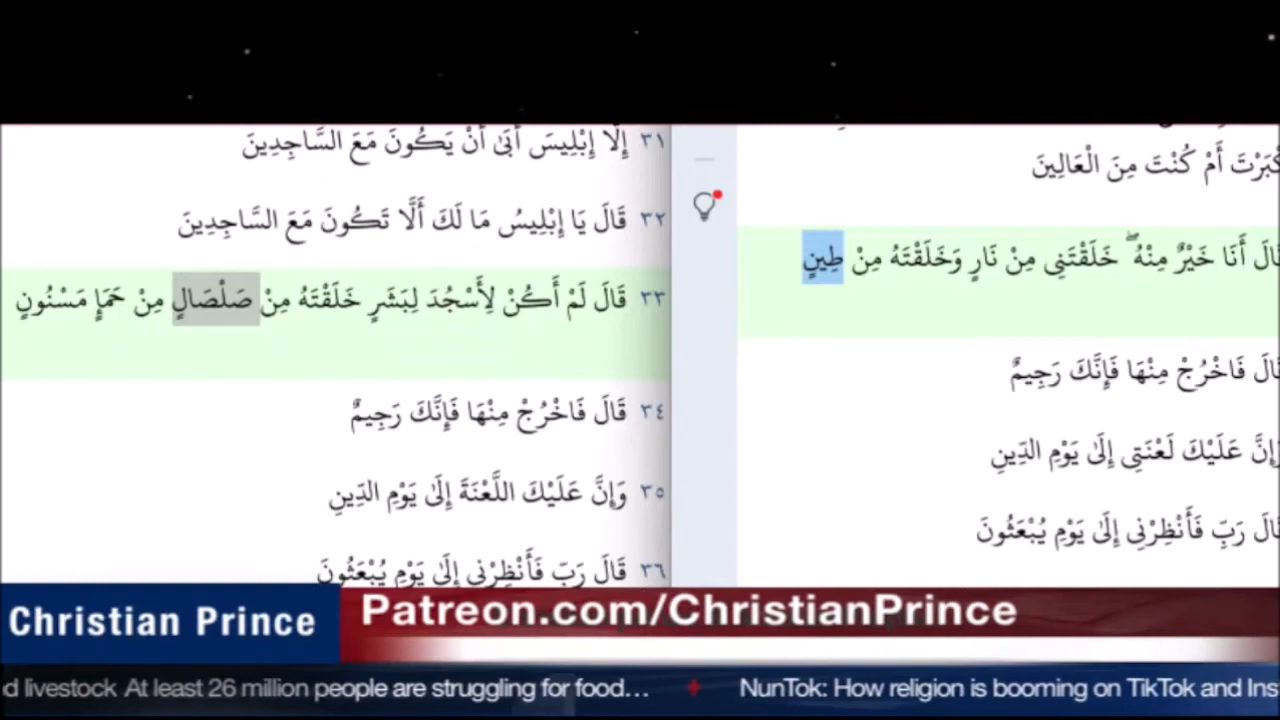 ٣١ إِلَّا إِبْلِيسَ أَبَىٰ أَنْ يَكُونَ مَعَ السَّاجِدِينَ
٣٢ قَالَ يَا إِبْلِيسُ مَا لَكَ أَلَّا تَكُونَ مَعَ السَّاجِدِينَ
٣٣ قَالَ لَمْ أَكُنْ لِأَسْجُدَ لِبَشَرٍ خَلَقْتَهُ مِنْ صَلْصَالٍ مِنْ حَمَإٍ مَسْنُونٍ
٣٤ قَالَ فَاخْرُجْ مِنْهَا فَإِنَّكَ رَجِيمٌ
٣٥ وَإِنَّ عَلَيْكَ اللَّعْنَةَ إِلَىٰ يَوْمِ الدِّينِ
٣٦ قَالَ رَبِّ فَأَنْظِرْنِي إِلَىٰ يَوْمِ يُبْعَثُونَ
أَمْ كُنْتَ مِنَ الْعَالِينَ
قَالَ أَنَا خَيْرٌ مِنْهُ ۖ خَلَقْتَنِي مِنْ نَارٍ وَخَلَقْتَهُ مِنْ طِينٍ
قَالَ فَاخْرُجْ مِنْهَا فَإِنَّكَ رَجِيمٌ
وَإِنَّ عَلَيْكَ لَعْنَتِي إِلَىٰ يَوْمِ الدِّينِ
قَالَ رَبِّ فَأَنْظِرْنِي إِلَىٰ يَوْمِ يُبْعَثُونَ
Christian Prince
Patreon.com/ChristianPrince
d livestock At least 26 million people are struggling for food… NunTok: How religion is booming on TikTok and Ins